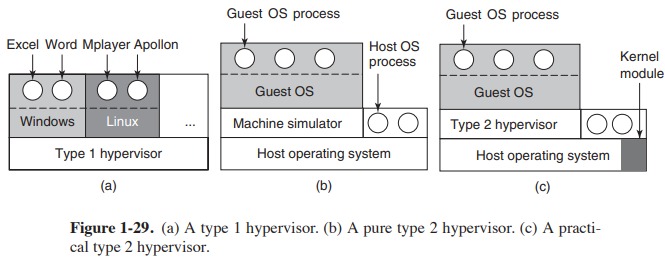 Guest OS process
Guest OS process
Excel Word Mplayer Apollon
Host OS
process
Kernel
module
Guest OS
Guest OS
Windows
Linux
...
Machine simulator
Type 2 hypervisor
Type 1 hypervisor
Host operating system
Host operating system
(a)
(b)
(c)
Figure 1-29. (a) A type 1 hypervisor. (b) A pure type 2 hypervisor. (c) A practi-
cal type 2 hypervisor.